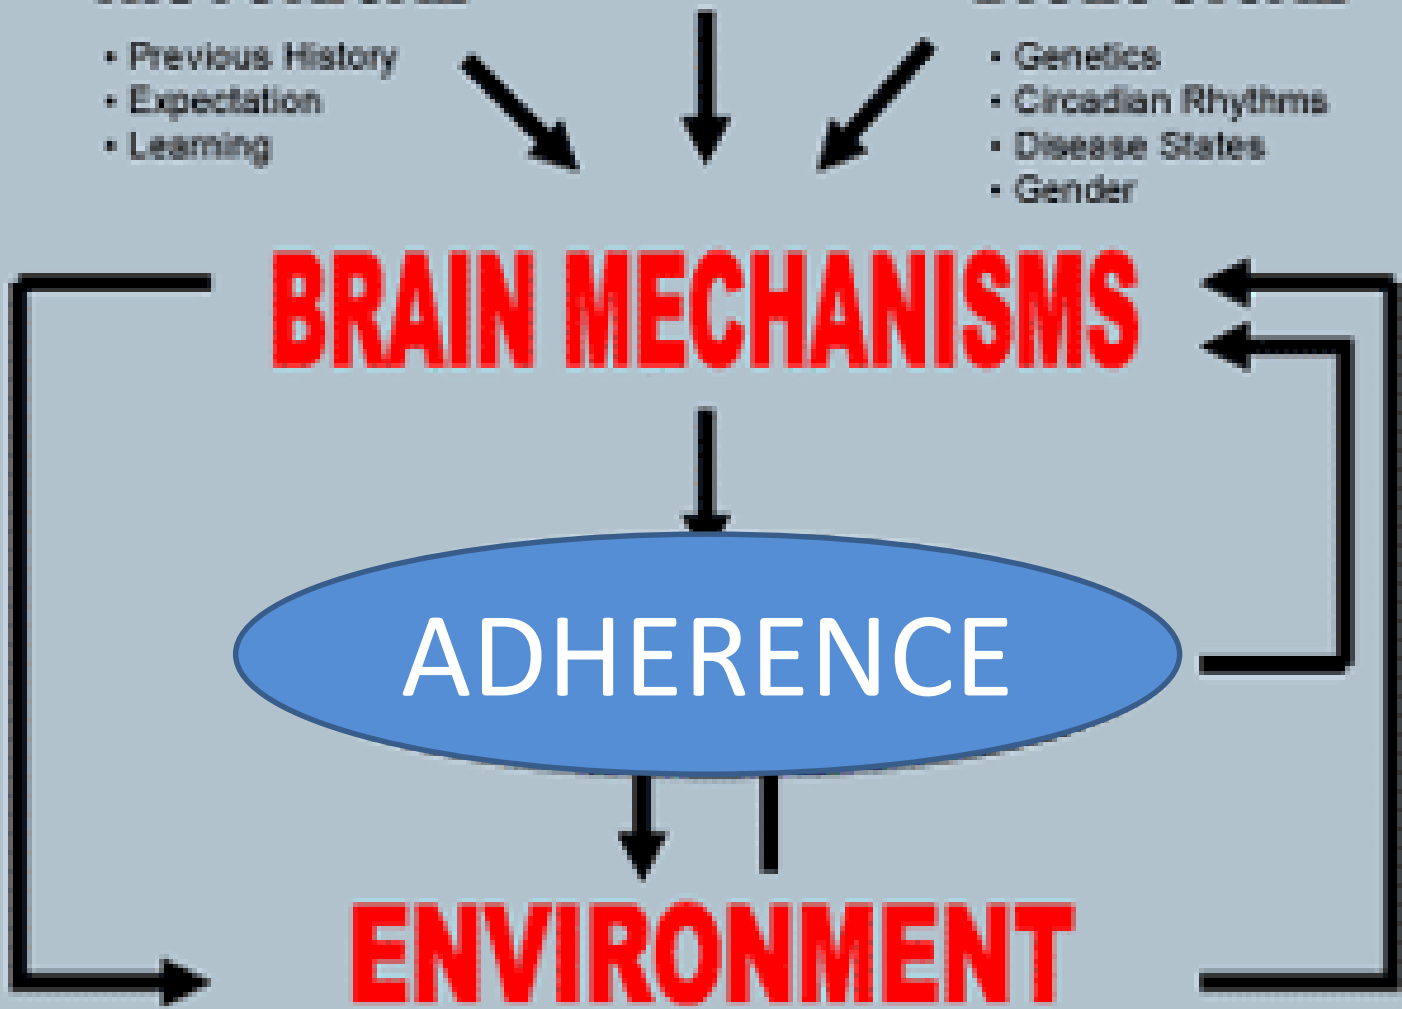 • Previous History
• Expectation
• Learning
• Genetics
• Circadian Rhythms
• Disease States
• Gender
BRAIN MECHANISMS
ADHERENCE
ENVIRONMENT